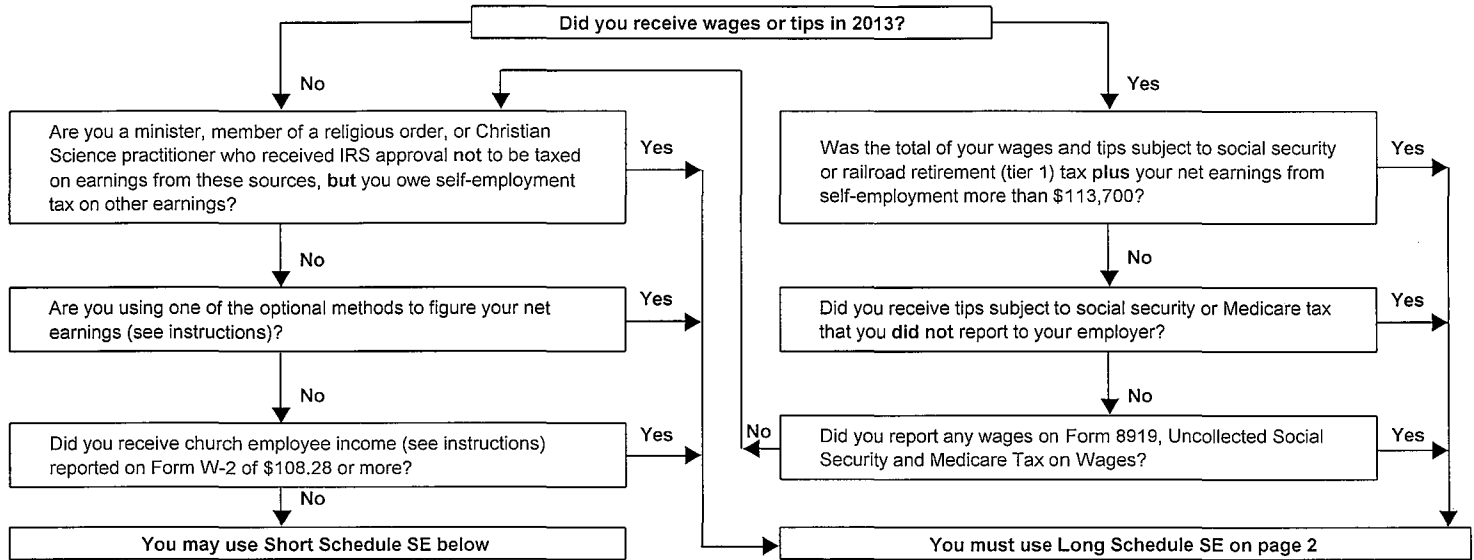 Did you receive wages or tips in 2013?
No
Yes
Are you a minister, member of a religious order, or Christian
Science practitioner who received IRS approval not to be taxed
on earnings from these sources, but you owe self-employment
tax on other earnings?
Yes
Was the total of your wages and tips subject to social security
or railroad retirement (tier 1) tax plus your net earnings from
self-employment more than $113,700?
Yes
No
No
Are you using one of the optional methods to figure your net
earnings (see instructions)?
Yes
Did you receive tips subject to social security or Medicare tax
that you did not report to your employer?
Yes
No
No
Did you receive church employee income (see instructions)
reported on Form W-2 of $108.28 or more?
Yes
No
Did you report any wages on Form 8919, Uncollected Social
Security and Medicare Tax on Wages?
Yes
No
You may use Short Schedule SE below
You must use Long Schedule SE on page 2